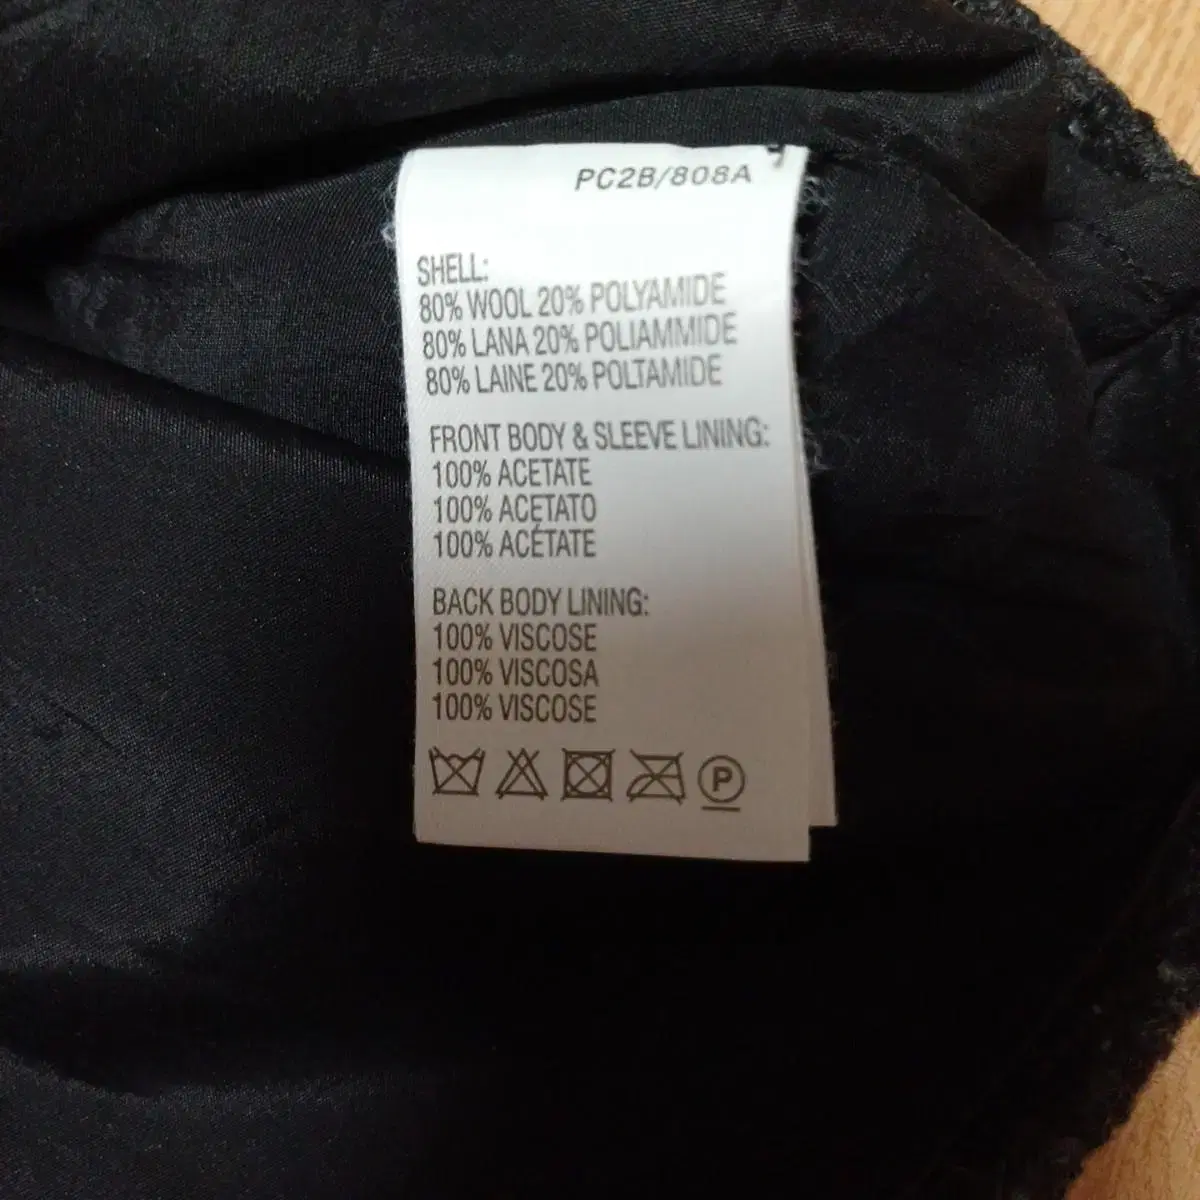 PC2B/808A
SHELL:
80% WOOL 20% POLYAMIDE
80% LANA 20% POLIAMMIDE
80% LAINE 20% POLTAMIDE
FRONT BODY & SLEEVE LINING:
100% ACETATE
100% ACETATO
100% ACÉTATE
BACK BODY LINING:
100% VISCOSE
100% VISCOSA
100% VISCOSE
P